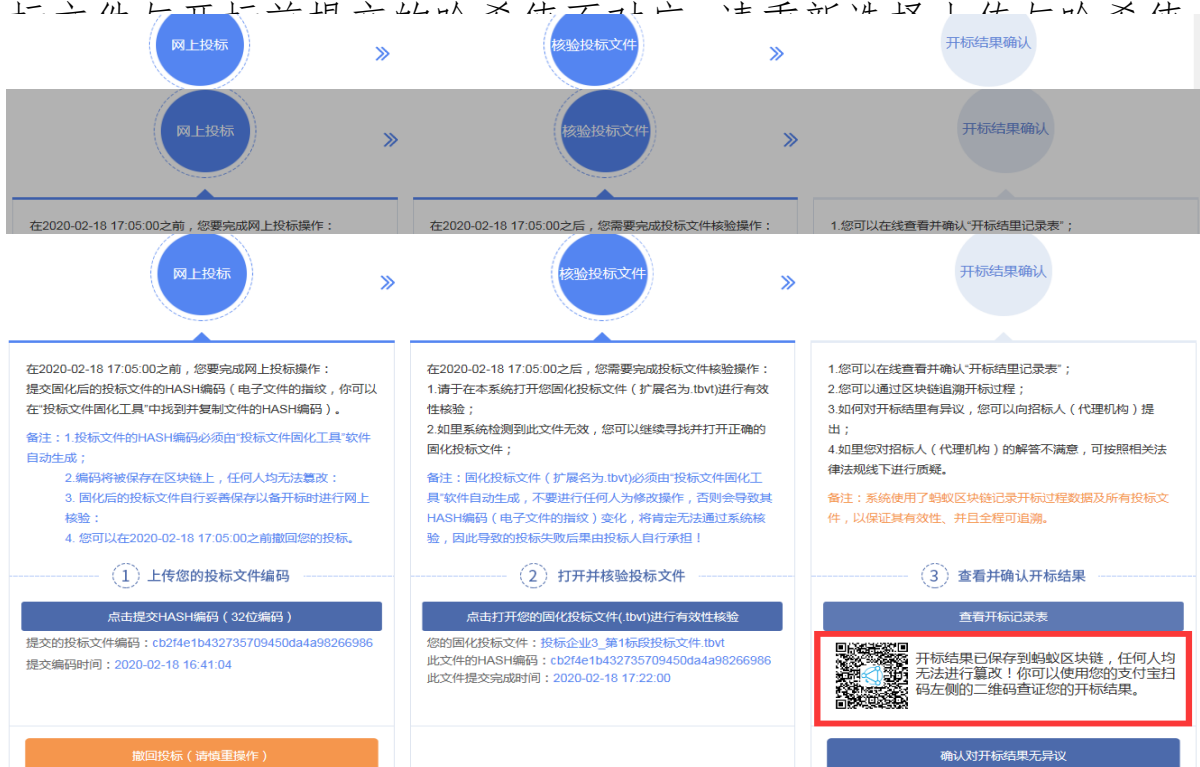 标文件与开标前提交的哈希值不对应，请重新选择上传与哈希值
网上投标
核验投标文件
开标结果确认
网上投标
核验投标文件
开标结果确认
在2020-02-18 17:05:00之前，您要完成网上投标操作：
在2020-02-18 17:05:00之后，您需要完成投标文件核验操作：
1.您可以在线查看并确认“开标结里记录表”；
网上投标
核验投标文件
开标结果确认
在2020-02-18 17:05:00之前，您要完成网上投标操作：
提交固化后的投标文件的HASH编码（电子文件的指纹，你可以
在“投标文件固化工具”中找到并复制文件的HASH编码）。
备注：1.投标文件的HASH编码必须由“投标文件固化工具”软件
自动生成；
2.编码将被保存在区块链上，任何人均无法篡改：
3. 固化后的投标文件自行妥善保存以备开标时进行网上
核验：
4. 您可以在2020-02-18 17:05:00之前撤回您的投标。
1 上传您的投标文件编码
点击提交HASH编码（32位编码）
提交的投标文件编码：cb2f4e1b432735709450da4a98266986
提交编码时间：2020-02-18 16:41:04
撤回投标（请慎重操作）
在2020-02-18 17:05:00之后，您需要完成投标文件核验操作：
1.请于在本系统打开您固化投标文件（扩展名为.tbvt)进行有效
性核验；
2.如里系统检测到此文件无效，您可以继续寻找并打开正确的
固化投标文件；
备注：固化投标文件（扩展名为.tbvt)必须由“投标文件固化工
具”软件自动生成，不要进行任何人为修改操作，否则会导致其
HASH编码（电子文件的指纹）变化，将肯定无法通过系统核
验，因此导致的投标失败后果由投标人自行承担！
2 打开并核验投标文件
点击打开您的固化投标文件(.tbvt)进行有效性核验
您的固化投标文件：投标企业3_第1标段投标文件.tbvt
此文件的HASH编码：cb2f4e1b432735709450da4a98266986
此文件提交完成时间：2020-02-18 17:22:00
1.您可以在线查看并确认“开标结里记录表”；
2.您可以通过区块链追溯开标过程；
3.如何对开标结里有异议，您可以向招标人（代理机构）提
出；
4.如里您对招标人（代理机构）的解答不满意，可按照相关法
律法规线下进行质疑。
备注：系统使用了蚂蚁区块链记录开标过程数据及所有投标文
件，以保证其有效性、并且全程可追溯。
3 查看并确认开标结果
查看开标记录表
开标结果已保存到蚂蚁区块链，任何人均
无法进行篡改！你可以使用您的支付宝扫
码左侧的二维码查证您的开标结果。
确认对开标结果无异议